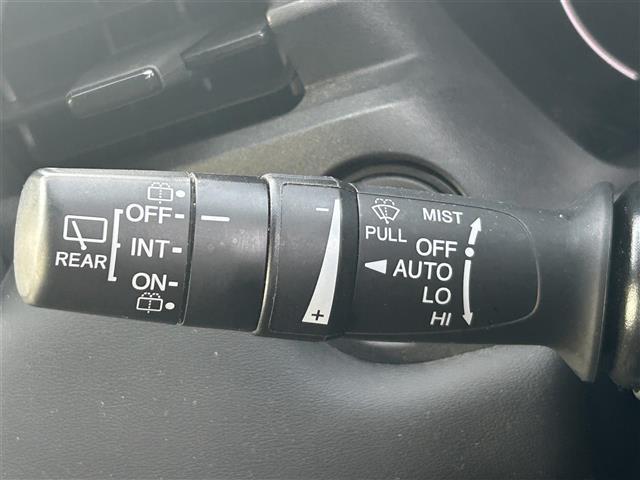 OFF
INT
ON
REAR
−
+
PULL
MIST
OFF
AUTO
LO
HI